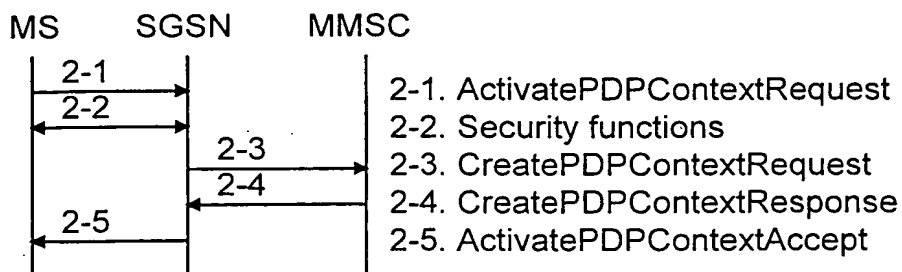 MS SGSN MMSC
2-1
2-2
2-3
2-4
2-5
2-1. ActivatePDPContextRequest
2-2. Security functions
2-3. CreatePDPContextRequest
2-4. CreatePDPContextResponse
2-5. ActivatePDPContextAccept